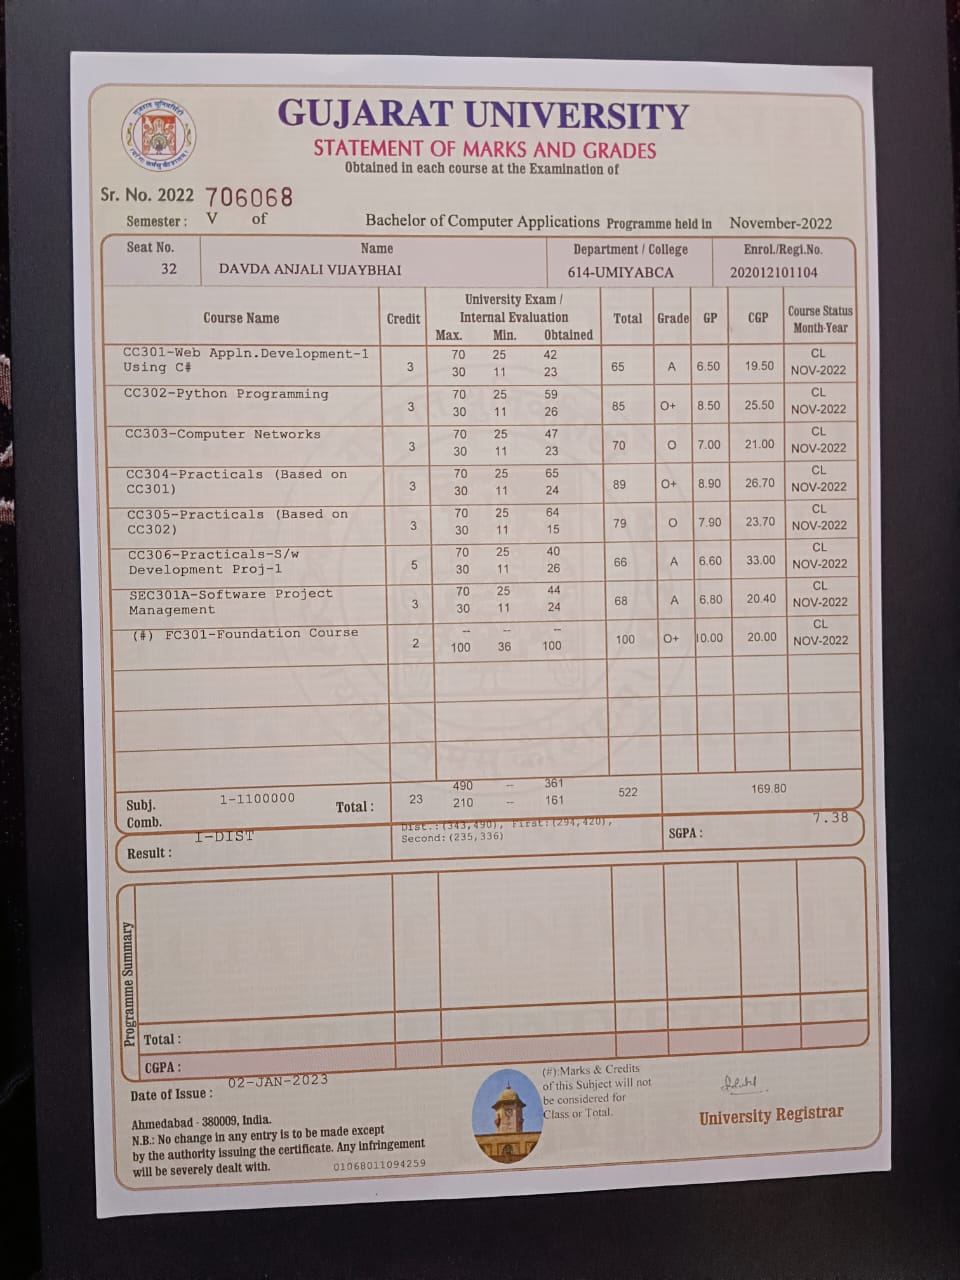 GUJARAT UNIVERSITY
STATEMENT OF MARKS AND GRADES
Obtained in each course at the Examination of
Sr. No. 2022 706068
Semester : V of Bachelor of Computer Applications Programme held in November-2022
Seat No. Name Department / College Enrol./Regi.No.
32 DAVDA ANJALI VIJAYBHAI 614-UMIYABCA 202012101104
Course Name Credit University Exam / Internal Evaluation Total Grade GP CGP Course Status Month-Year
Max. Min. Obtained
CC301-Web Appln.Development-1 70 25 42 CL
Using C# 3 30 11 23 65 A 6.50 19.50 NOV-2022
CC302-Python Programming 70 25 59 CL
3 30 11 26 85 O+ 8.50 25.50 NOV-2022
CC303-Computer Networks 70 25 47 CL
3 30 11 23 70 O 7.00 21.00 NOV-2022
CC304-Practicals (Based on 70 25 65 CL
CC301) 3 30 11 24 89 O+ 8.90 26.70 NOV-2022
CC305-Practicals (Based on 70 25 64 CL
CC302) 3 30 11 15 79 O 7.90 23.70 NOV-2022
CC306-Practicals-S/w 70 25 40 CL
Development Proj-1 5 30 11 26 66 A 6.60 33.00 NOV-2022
SEC301A-Software Project 70 25 44 CL
Management 3 30 11 24 68 A 6.80 20.40 NOV-2022
(#) FC301-Foundation Course -- -- -- CL
2 100 36 100 100 O+ 10.00 20.00 NOV-2022
490 -- 361
Subj. Comb. 1-1100000 Total : 23 210 -- 161 522 169.80
Result : I-DIST
Dist.:(343,490), First:(294,420),
Second:(235,336)
SGPA : 7.38
Programme Summary
Total :
CGPA :
Date of Issue : 02-JAN-2023
Ahmedabad - 380009, India.
N.B.: No change in any entry is to be made except
by the authority issuing the certificate. Any infringement
will be severely dealt with. 01068011094259
(#):Marks & Credits
of this Subject will not
be considered for
Class or Total.
University Registrar